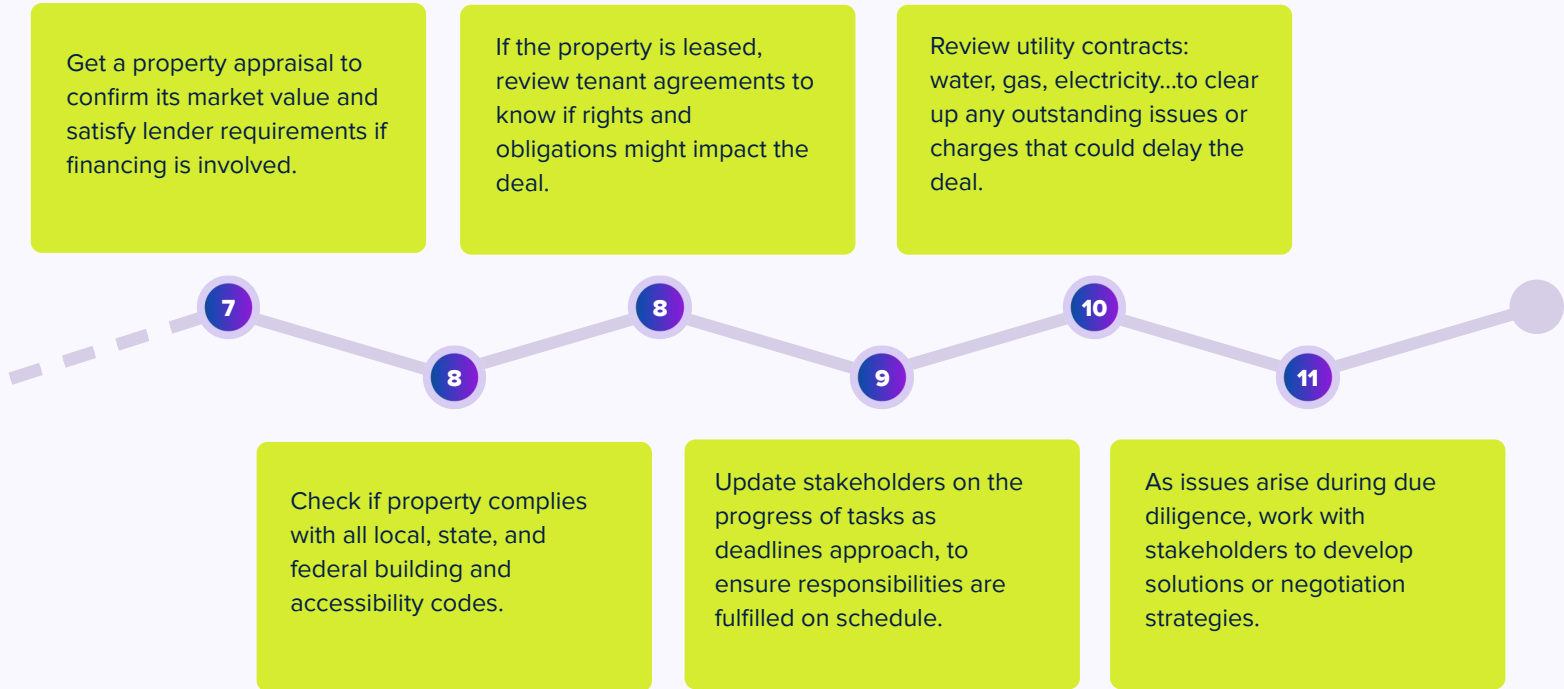 Get a property appraisal to
confirm its market value and
satisfy lender requirements if
financing is involved.
If the property is leased,
review tenant agreements to
know if rights and
obligations might impact the
deal.
Review utility contracts:
water, gas, electricity...to clear
up any outstanding issues or
charges that could delay the
deal.
7
8
8
9
10
11
Check if property complies
with all local, state, and
federal building and
accessibility codes.
Update stakeholders on the
progress of tasks as
deadlines approach, to
ensure responsibilities are
fulfilled on schedule.
As issues arise during due
diligence, work with
stakeholders to develop
solutions or negotiation
strategies.